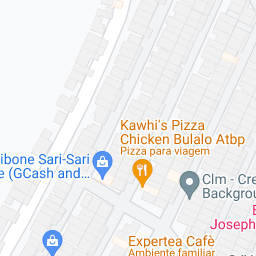 Kawhi's Pizza
Chicken Bulalo Atbp
Pizza para viagem
ibone Sari-Sari
e (GCash and...
Clm - Cre
Backgrou
Joseph
Expertea Cafè
Ambiente familiar